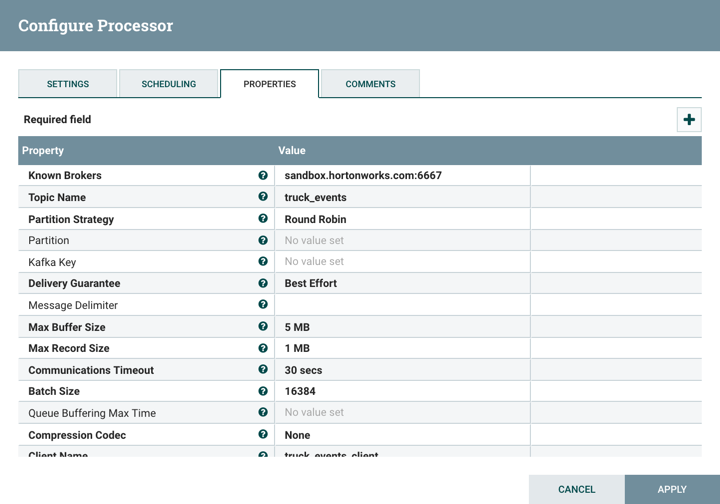 Configure Processor
SETTINGS SCHEDULING PROPERTIES COMMENTS
Required field
Property Value
Known Brokers sandbox.hortonworks.com:6667
Topic Name truck_events
Partition Strategy Round Robin
Partition No value set
Kafka Key No value set
Delivery Guarantee Best Effort
Message Delimiter
Max Buffer Size 5 MB
Max Record Size 1 MB
Communications Timeout 30 secs
Batch Size 16384
Queue Buffering Max Time No value set
Compression Codec None
Client Name truck_events_client
CANCEL APPLY